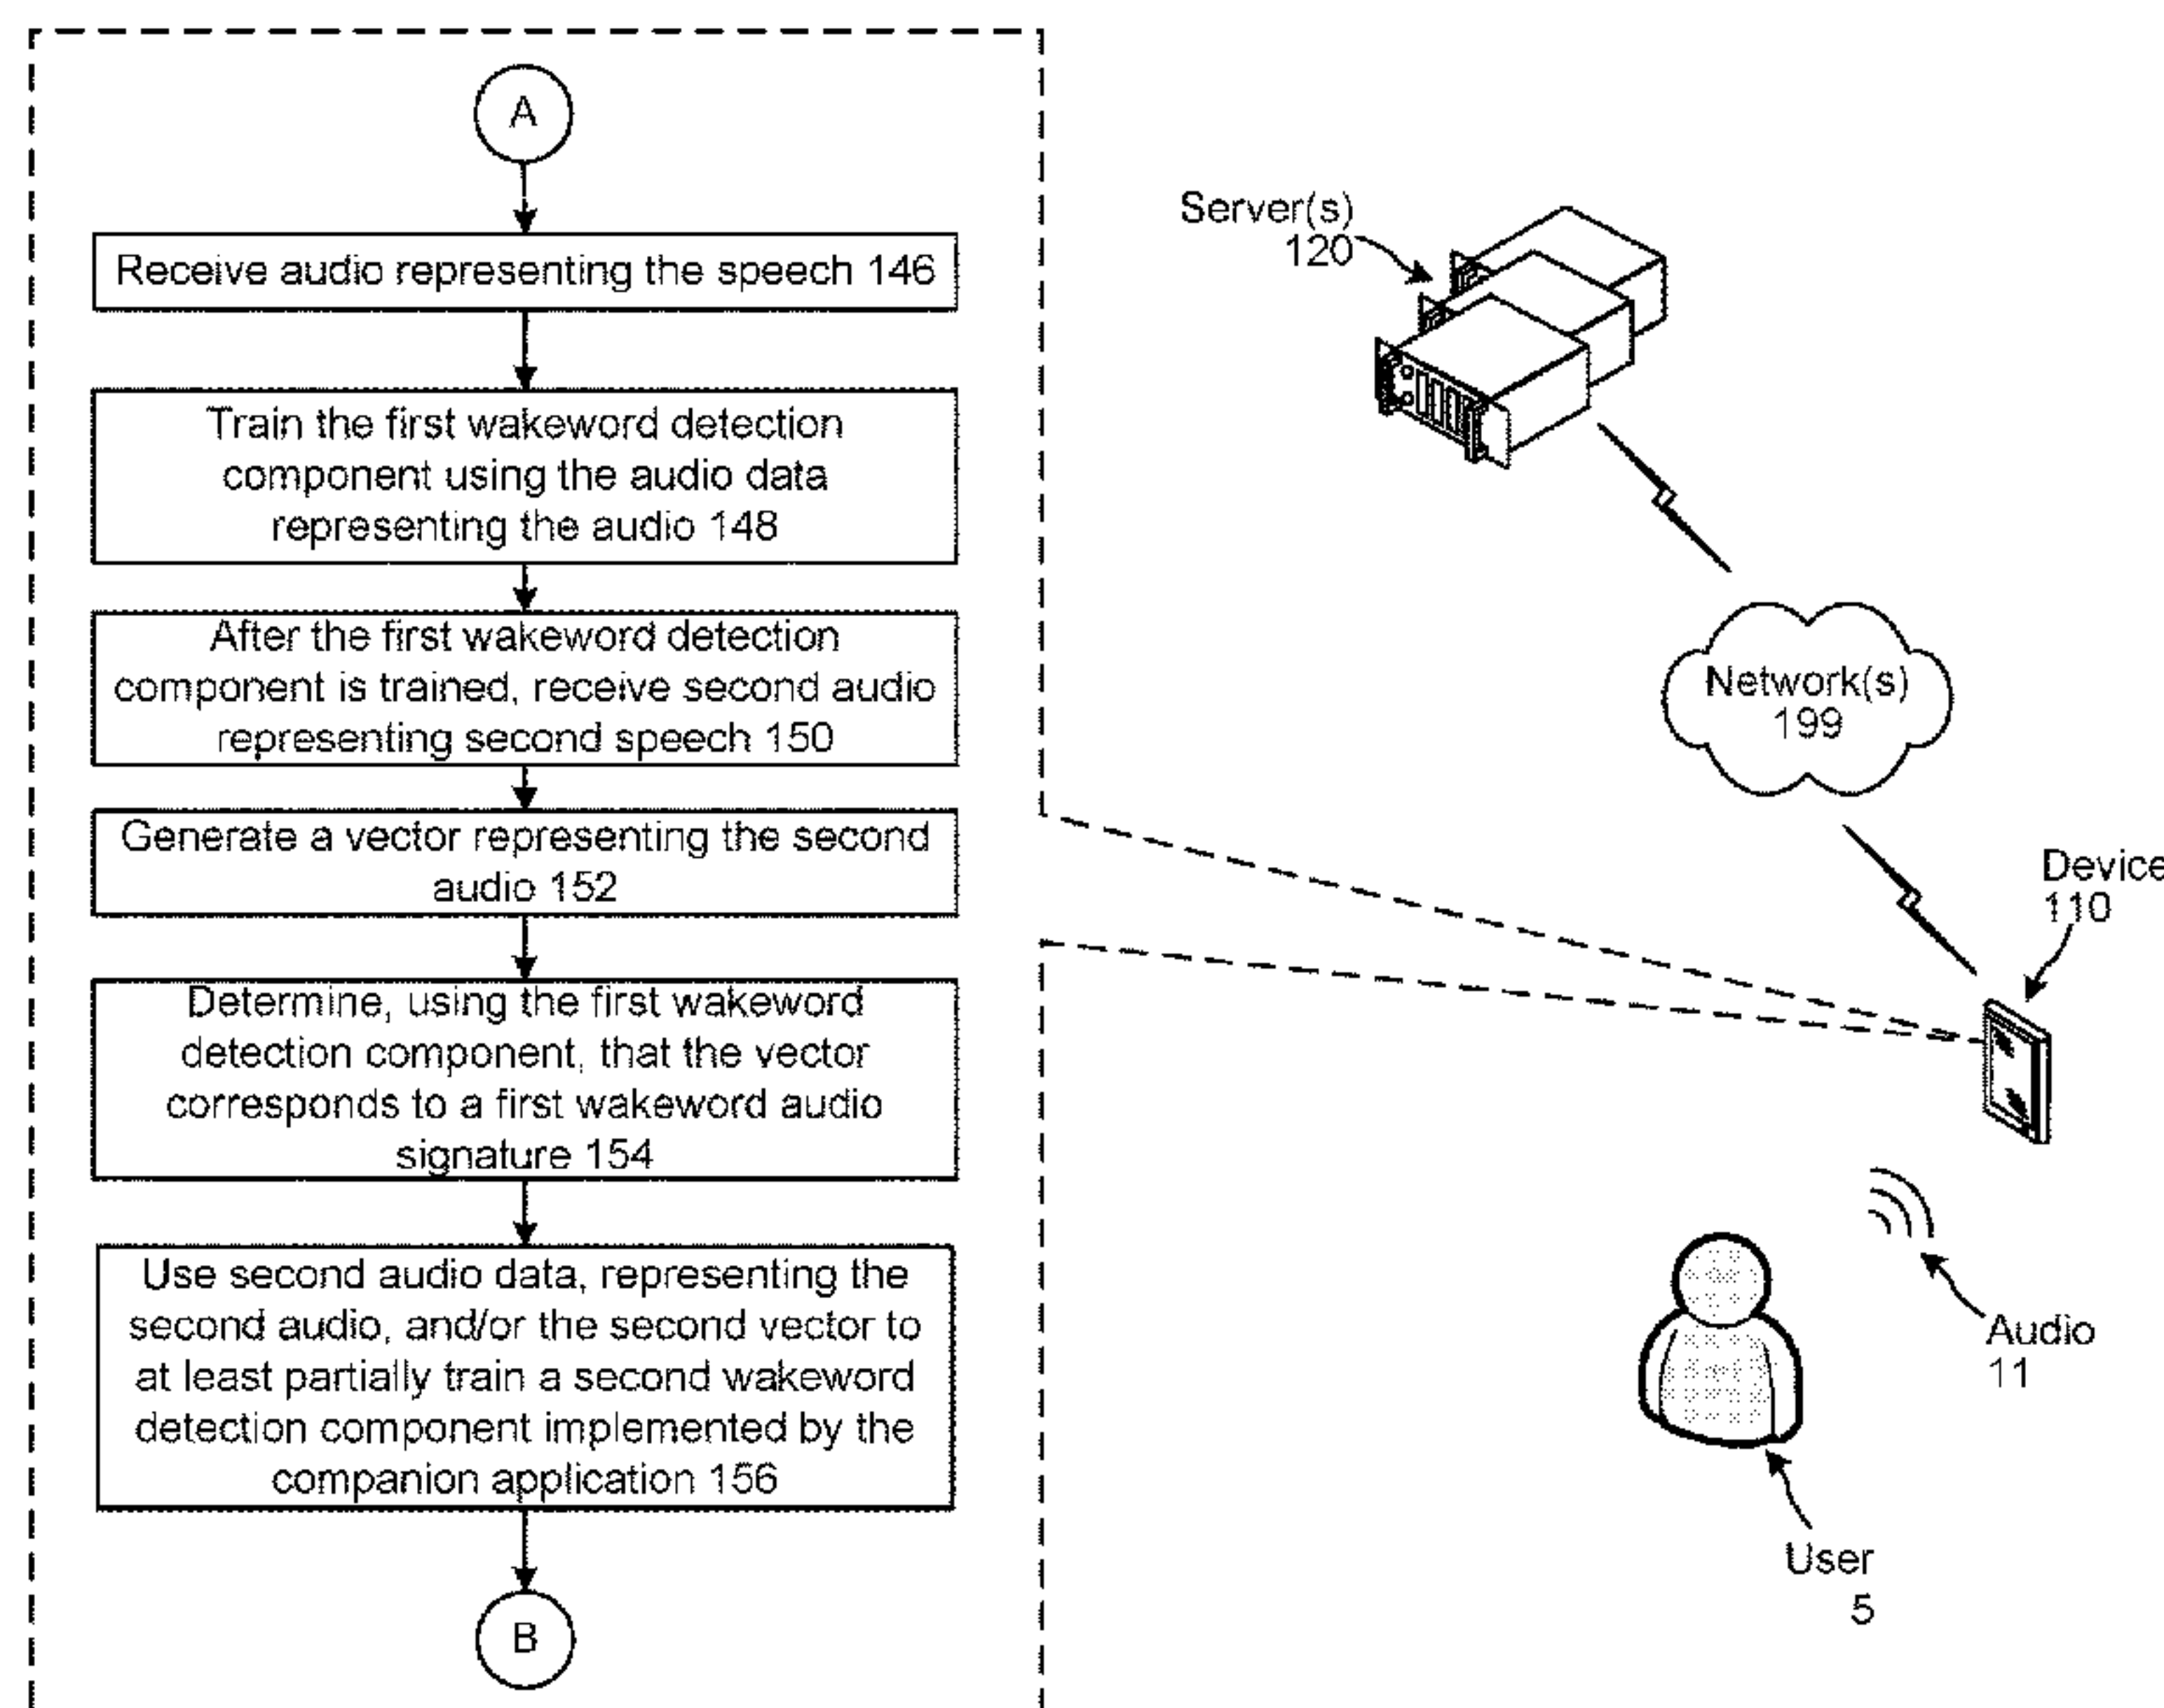 A
Receive audio representing the speech 146
Train the first wakeword detection
component using the audio data
representing the audio 148
After the first wakeword detection
component is trained, receive second audio
representing second speech 150
Generate a vector representing the second
audio 152
Determine, using the first wakeword
detection component, that the vector
corresponds to a first wakeword audio
signature 154
Use second audio data, representing the
second audio, and/or the second vector to
at least partially train a second wakeword
detection component implemented by the
companion application 156
B
Server(s)
120
Network(s)
199
Device
110
Audio
11
User
5